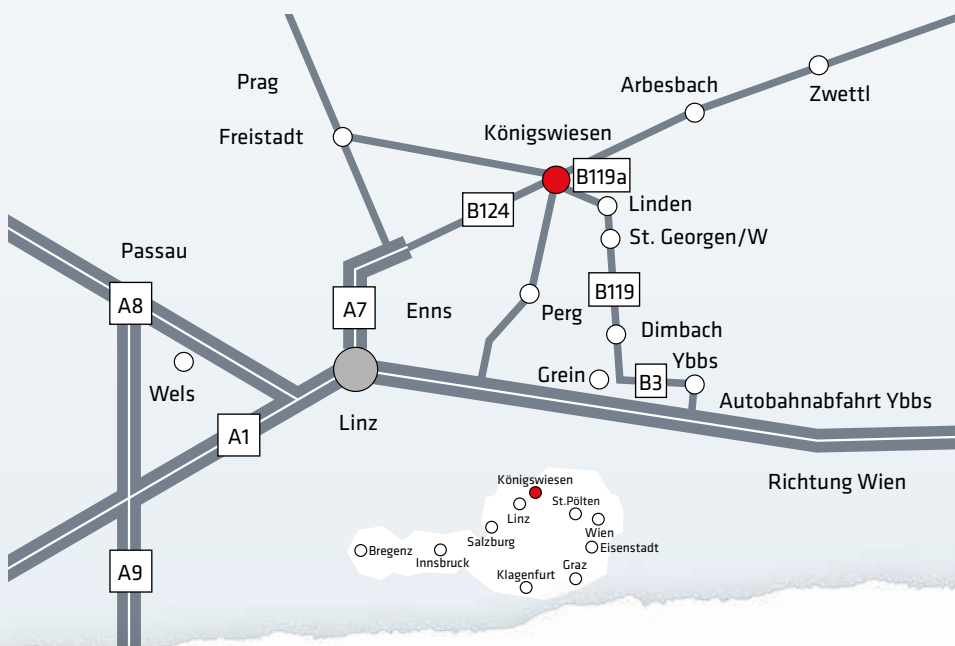 Prag
Arbesbach
Zwettl
Freistadt
Königswiesen
B119a
Linden
B124
St. Georgen/W
Passau
A8
A7
Enns
B119
Perg
Dimbach
Ybbs
Grein
B3
Wels
Autobahnabfahrt Ybbs
Linz
A1
Richtung Wien
Königswiesen
St.Pölten
Linz
Wien
Salzburg
Eisenstadt
Bregenz
Innsbruck
Graz
Klagenfurt
A9